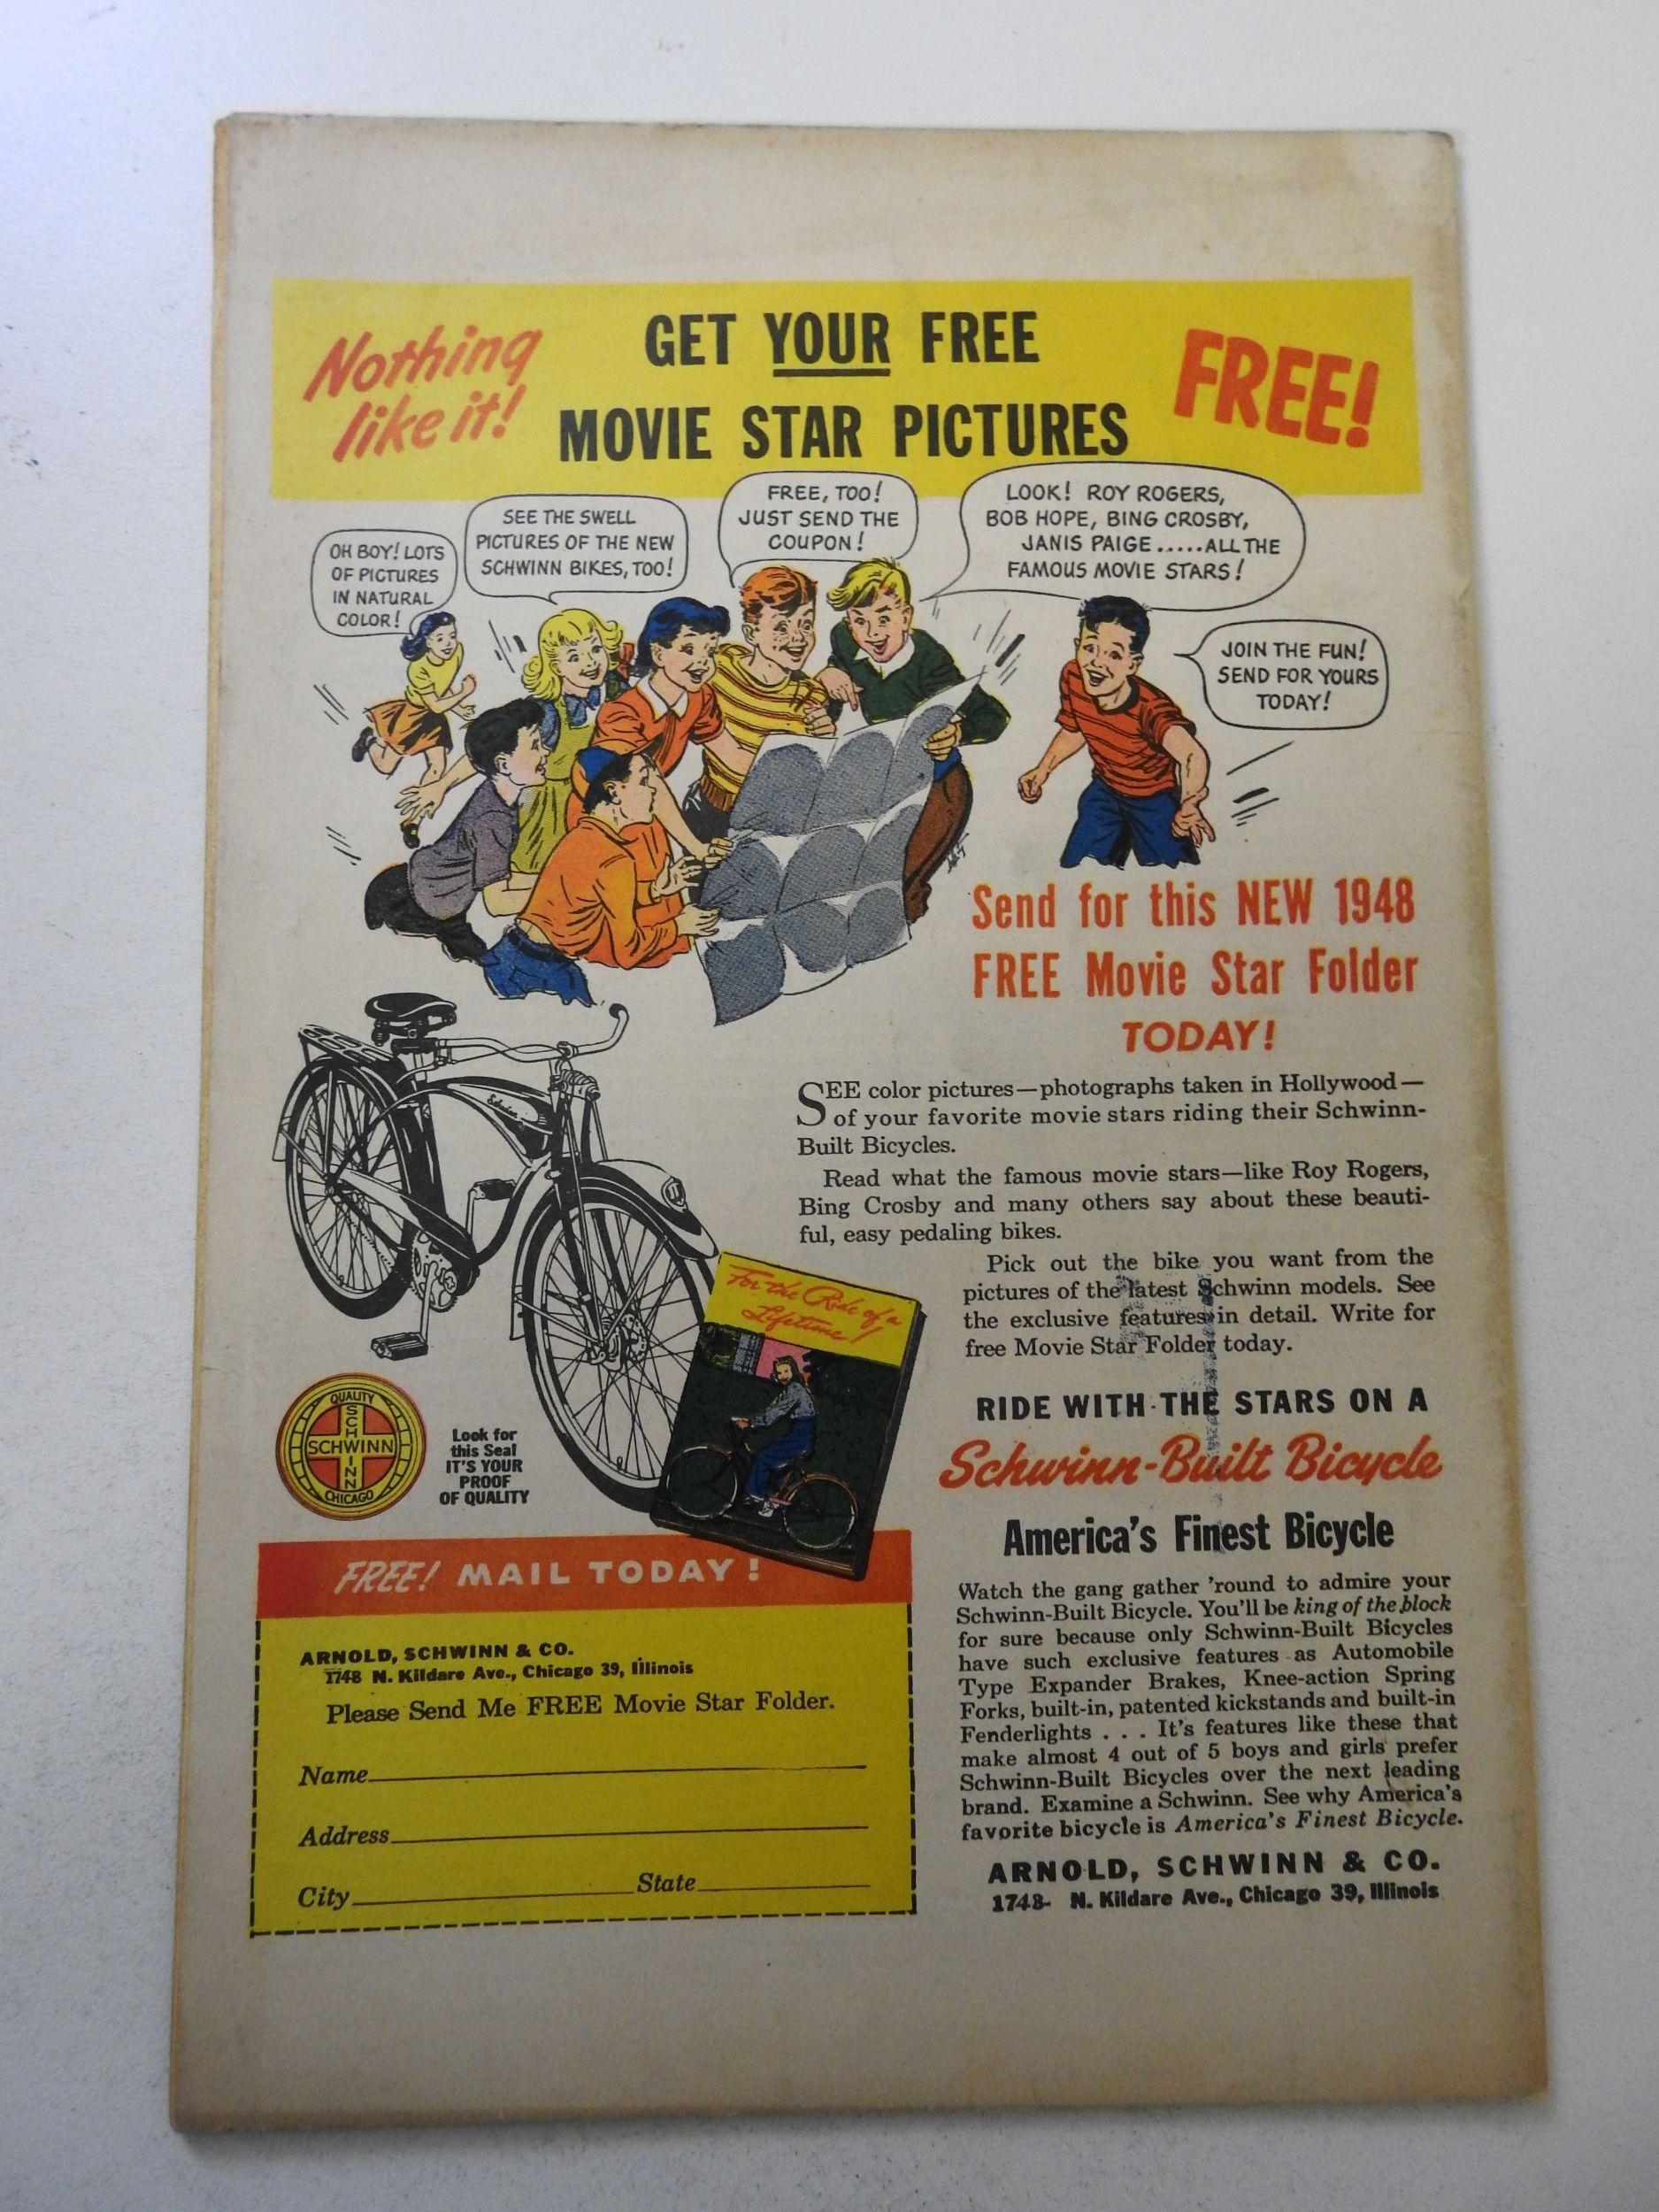 Nothing
like it!
GET YOUR FREE
MOVIE STAR PICTURES
FREE!
OH BOY! LOTS
OF PICTURES
IN NATURAL
COLOR!
SEE THE SWELL
PICTURES OF THE NEW
SCHWINN BIKES, TOO!
FREE, TOO!
JUST SEND THE
COUPON!
LOOK! ROY ROGERS,
BOB HOPE, BING CROSBY,
JANIS PAIGE.....ALL THE
FAMOUS MOVIE STARS!
JOIN THE FUN!
SEND FOR YOURS
TODAY!
Send for this NEW 1948
FREE Movie Star Folder
TODAY!
SEE color pictures—photographs taken in Hollywood—
of your favorite movie stars riding their Schwinn-
Built Bicycles.
Read what the famous movie stars—like Roy Rogers,
Bing Crosby and many others say about these beauti-
ful, easy pedaling bikes.
Pick out the bike you want from the
pictures of the latest Schwinn models. See
the exclusive features in detail. Write for
free Movie Star Folder today.
Schwinn
For the Ride of a
Lifetime!
QUALITY
SCHWINN
SCHWINN
CHICAGO
Look for
this Seal
IT'S YOUR
PROOF
OF QUALITY
RIDE WITH THE STARS ON A
Schwinn-Built Bicycle
America's Finest Bicycle
Watch the gang gather 'round to admire your
Schwinn-Built Bicycle. You'll be king of the block
for sure because only Schwinn-Built Bicycles
have such exclusive features as Automobile
Type Expander Brakes, Knee-action Spring
Forks, built-in, patented kickstands and built-in
Fenderlights . . . It's features like these that
make almost 4 out of 5 boys and girls prefer
Schwinn-Built Bicycles over the next leading
brand. Examine a Schwinn. See why America's
favorite bicycle is America's Finest Bicycle.
ARNOLD, SCHWINN & CO.
1748- N. Kildare Ave., Chicago 39, Illinois
FREE! MAIL TODAY!
ARNOLD, SCHWINN & CO.
1748 N. Kildare Ave., Chicago 39, Illinois
Please Send Me FREE Movie Star Folder.
Name
Address
City State